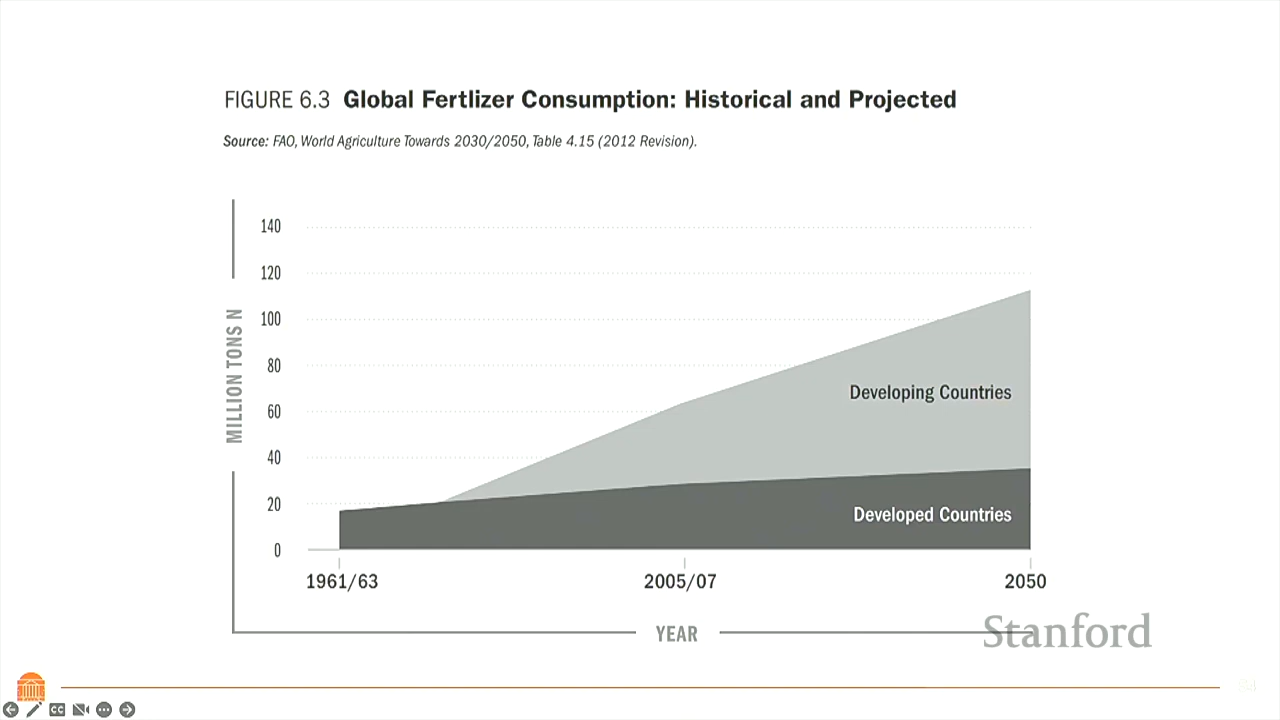 FIGURE 6.3 Global Fertlizer Consumption: Historical and Projected
Source: FAO, World Agriculture Towards 2030/2050, Table 4.15 (2012 Revision).
140
120
100
80
60
40
20
0
MILLION TONS N
Developing Countries
Developed Countries
1961/63
2005/07
2050
YEAR
Stanford
CC